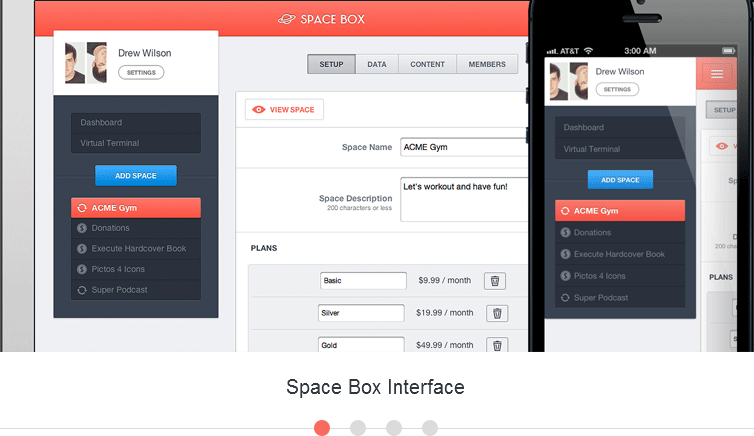 SPACE BOX
Drew Wilson
SETTINGS
Dashboard
Virtual Terminal
ADD SPACE
ACME Gym
Donations
Execute Hardcover Book
Pictos 4 Icons
Super Podcast
SETUP DATA CONTENT MEMBERS
VIEW SPACE
Space Name ACME Gym
Space Description Let's workout and have fun!
200 characters or less
PLANS
Basic $9.99 / month
Silver $19.99 / month
Gold $49.99 / month
AT&T 3:00 AM
Drew Wilson
SETTINGS
Dashboard
Virtual Terminal
ADD SPACE
ACME Gym
Donations
Execute Hardcover Book
Pictos 4 Icons
Super Podcast
SETUP
V
Sp
D
200 cha
PLANS
Space Box Interface